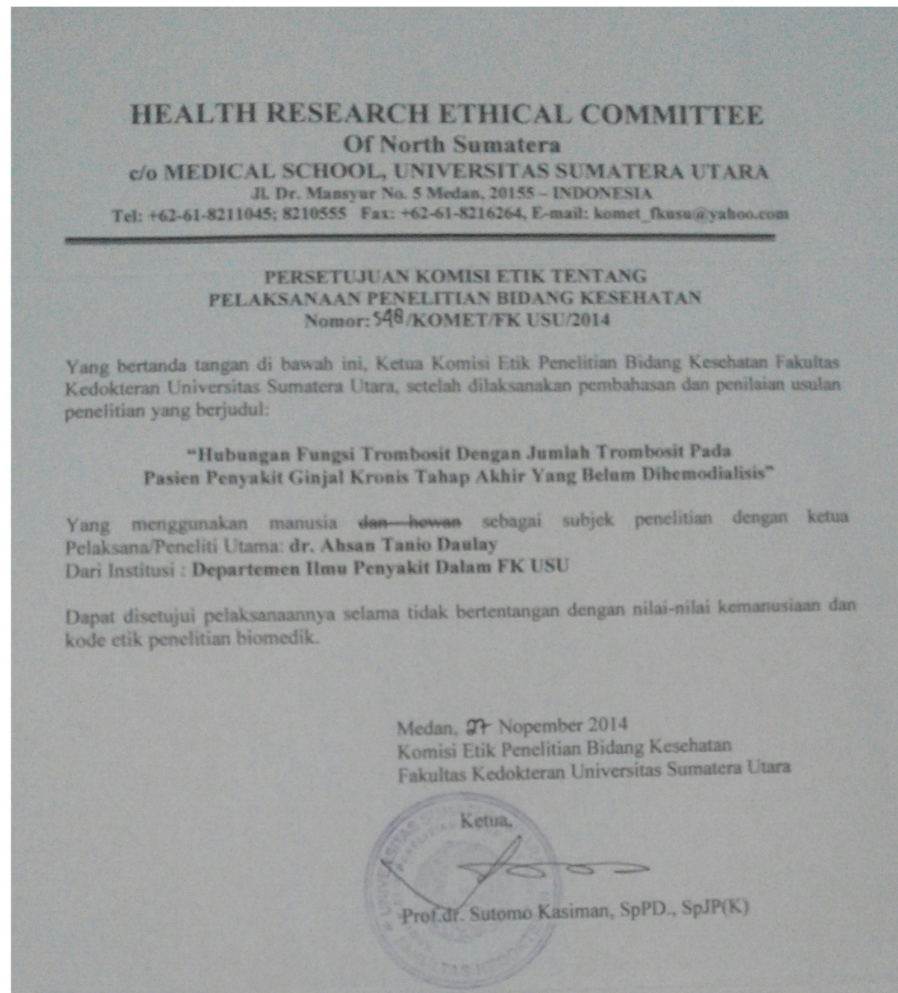 HEALTH RESEARCH ETHICAL COMMITTEE
Of North Sumatera
c/o MEDICAL SCHOOL, UNIVERSITAS SUMATERA UTARA
Jl. Dr. Mansyur No. 5 Medan, 20155 – INDONESIA
Tel: +62-61-8211045; 8210555 Fax: +62-61-8216264, E-mail: komet_fkusu@yahoo.com
PERSETUJUAN KOMISI ETIK TENTANG
PELAKSANAAN PENELITIAN BIDANG KESEHATAN
Nomor: 548/KOMET/FK USU/2014
Yang bertanda tangan di bawah ini, Ketua Komisi Etik Penelitian Bidang Kesehatan Fakultas
Kedokteran Universitas Sumatera Utara, setelah dilaksanakan pembahasan dan penilaian usulan
penelitian yang berjudul:
“Hubungan Fungsi Trombosit Dengan Jumlah Trombosit Pada
Pasien Penyakit Ginjal Kronis Tahap Akhir Yang Belum Dihemodialisis”
Yang menggunakan manusia dan hewan sebagai subjek penelitian dengan ketua
Pelaksana/Peneliti Utama: dr. Ahsan Tanio Daulay
Dari Institusi : Departemen Ilmu Penyakit Dalam FK USU
Dapat disetujui pelaksanaannya selama tidak bertentangan dengan nilai-nilai kemanusiaan dan
kode etik penelitian biomedik.
Medan, 27 Nopember 2014
Komisi Etik Penelitian Bidang Kesehatan
Fakultas Kedokteran Universitas Sumatera Utara
Ketua,
Prof.dr. Sutomo Kasiman, SpPD., SpJP(K)